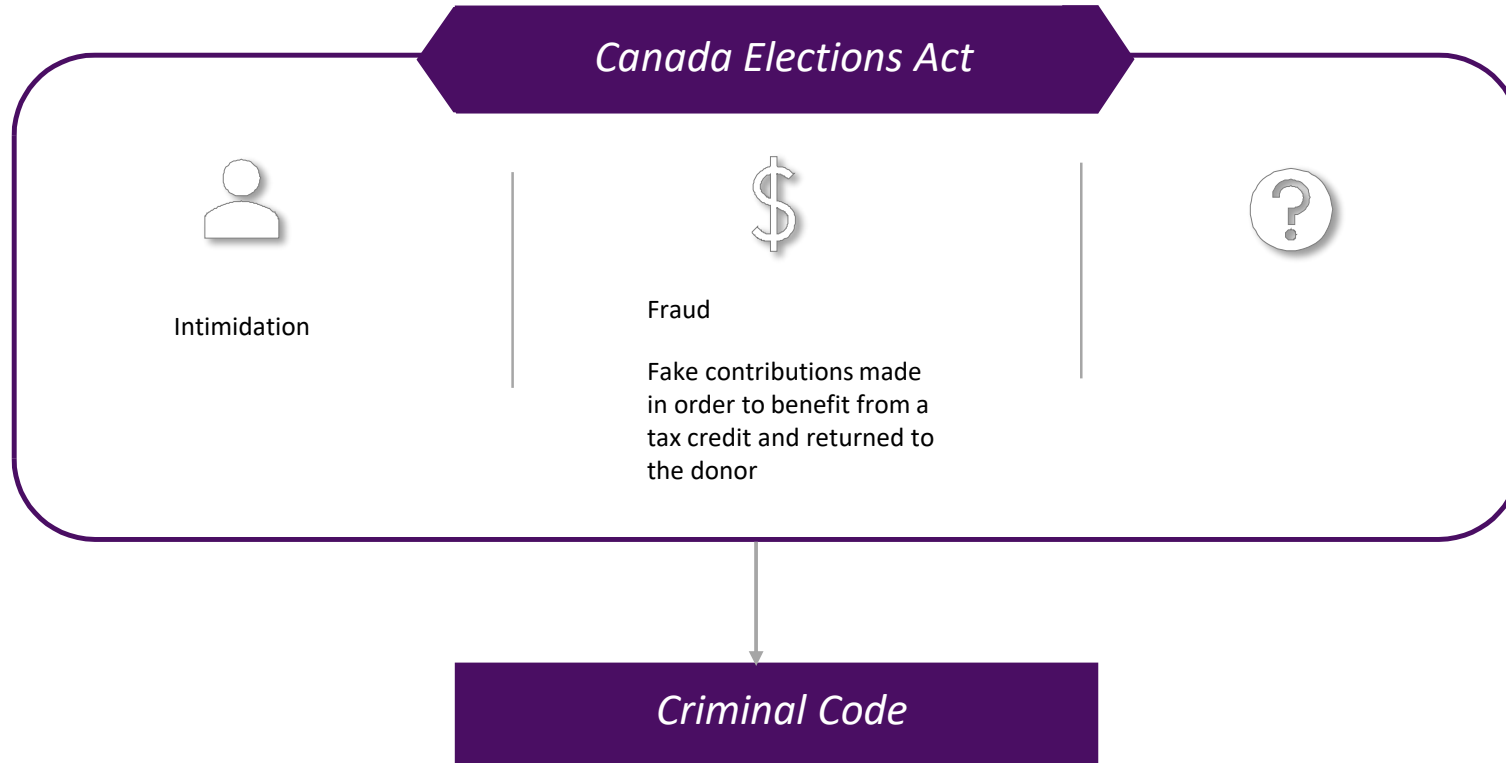 Canada Elections Act
Intimidation
Fraud
Fake contributions made
in order to benefit from a
tax credit and returned to
the donor
Criminal Code